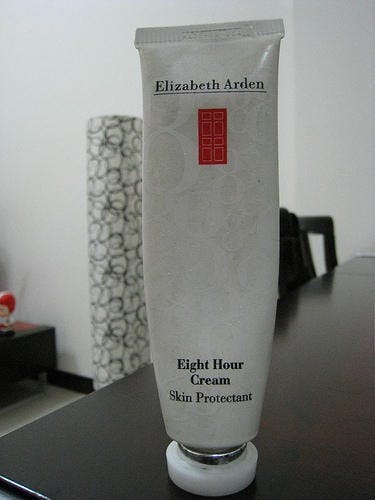 Elizabeth Arden
Eight Hour
Cream
Skin Protectant